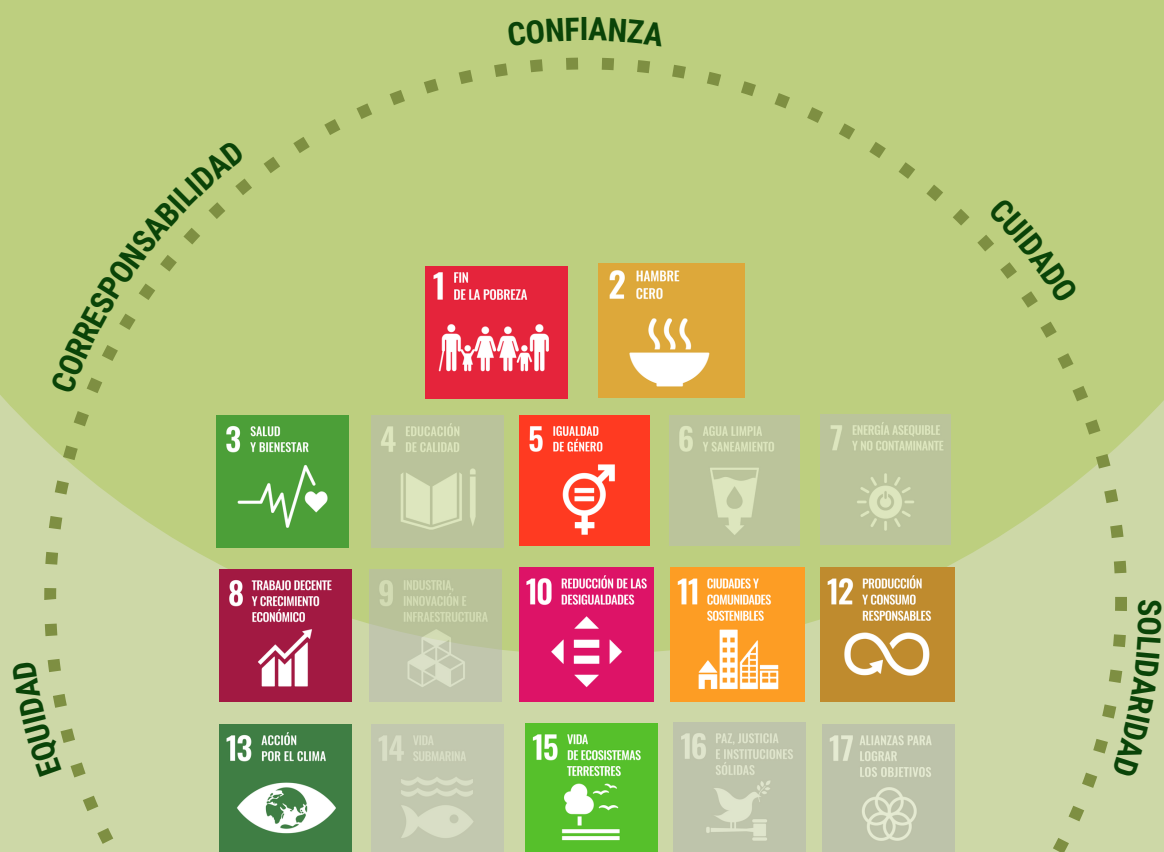 CONFIANZA
CORRESPONSABILIDAD
CUIDADO
1 FIN
DE LA POBREZA
2 HAMBRE
CERO
3 SALUD
Y BIENESTAR
4 EDUCACIÓN
DE CALIDAD
5 IGUALDAD
DE GÉNERO
6 AGUA LIMPIA
Y SANEAMIENTO
7 ENERGÍA ASEQUIBLE
Y NO CONTAMINANTE
8 TRABAJO DECENTE
Y CRECIMIENTO
ECONÓMICO
9 INDUSTRIA,
INNOVACIÓN E
INFRAESTRUCTURA
10 REDUCCIÓN DE LAS
DESIGUALDADES
11 CIUDADES Y
COMUNIDADES
SOSTENIBLES
12 PRODUCCIÓN
Y CONSUMO
RESPONSABLES
EQUIDAD
SOLIDARIDAD
13 ACCIÓN
POR EL CLIMA
14 VIDA
SUBMARINA
15 VIDA
DE ECOSISTEMAS
TERRESTRES
16 PAZ, JUSTICIA
E INSTITUCIONES
SÓLIDAS
17 ALIANZAS PARA
LOGRAR
LOS OBJETIVOS